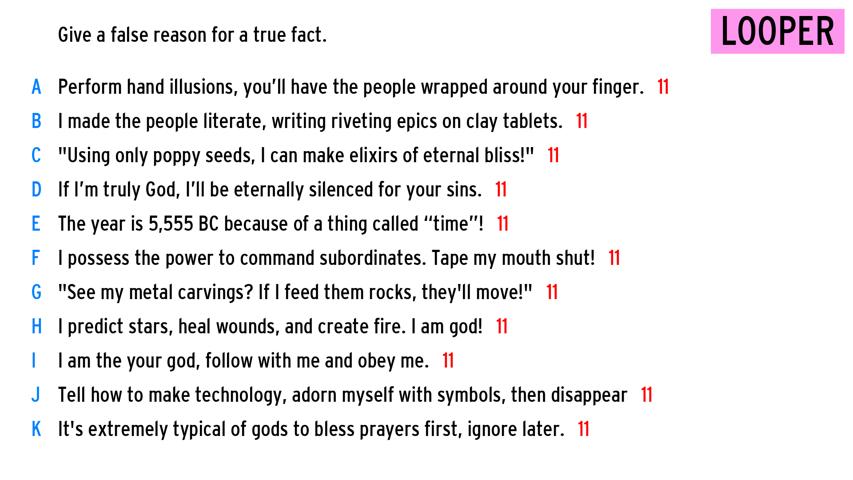 Give a false reason for a true fact.
LOOPER
A Perform hand illusions, you'll have the people wrapped around your finger. 11
B I made the people literate, writing riveting epics on clay tablets. 11
C "Using only poppy seeds, I can make elixirs of eternal bliss!" 11
D If I'm truly God, I'll be eternally silenced for your sins. 11
E The year is 5,555 BC because of a thing called “time”! 11
F I possess the power to command subordinates. Tape my mouth shut! 11
G "See my metal carvings? If I feed them rocks, they'll move!" 11
H I predict stars, heal wounds, and create fire. I am god! 11
I I am the your god, follow with me and obey me. 11
J Tell how to make technology, adorn myself with symbols, then disappear 11
K It's extremely typical of gods to bless prayers first, ignore later. 11